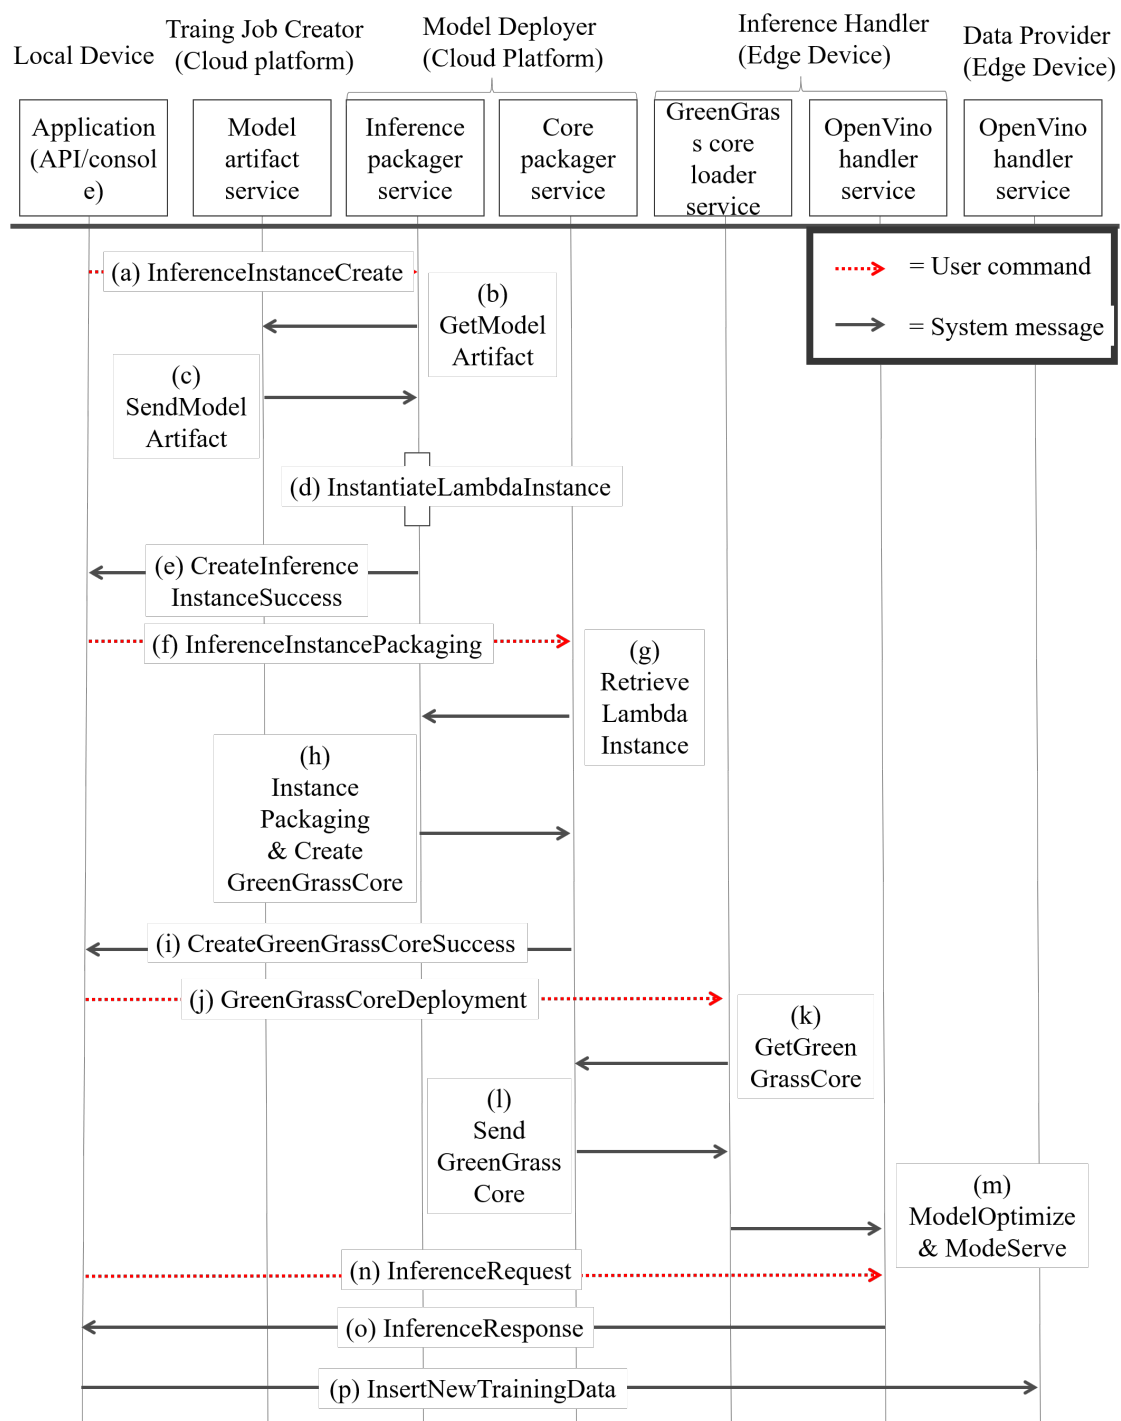 Local Device
Traing Job Creator
(Cloud platform)
Model Deployer
(Cloud Platform)
Inference Handler
(Edge Device)
Data Provider
(Edge Device)
Application
(API/consol
e)
Model
artifact
service
Inference
packager
service
Core
packager
service
GreenGras
s core
loader
service
OpenVino
handler
service
OpenVino
handler
service
= User command
= System message
(a) InferenceInstanceCreate
(b)
GetModel
Artifact
(c)
SendModel
Artifact
(d) InstantiateLambdaInstance
(e) CreateInference
InstanceSuccess
(f) InferenceInstancePackaging
(g)
Retrieve
Lambda
Instance
(h)
Instance
Packaging
& Create
GreenGrassCore
(i) CreateGreenGrassCoreSuccess
(j) GreenGrassCoreDeployment
(k)
GetGreen
GrassCore
(l)
Send
GreenGrass
Core
(m)
ModelOptimize
& ModeServe
(n) InferenceRequest
(o) InferenceResponse
(p) InsertNewTrainingData